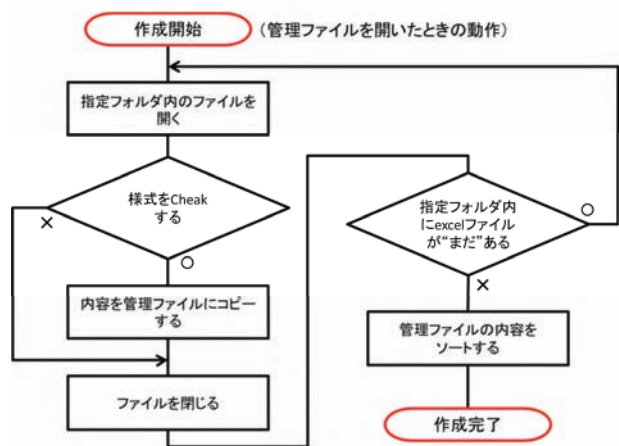 作成開始
(管理ファイルを開いたときの動作)
指定フォルダ内のファイルを
開く
様式をCheak
する
×
○
内容を管理ファイルにコピー
する
ファイルを閉じる
指定フォルダ内
にexcelファイル
が“まだ”ある
○
×
管理ファイルの内容を
ソートする
作成完了